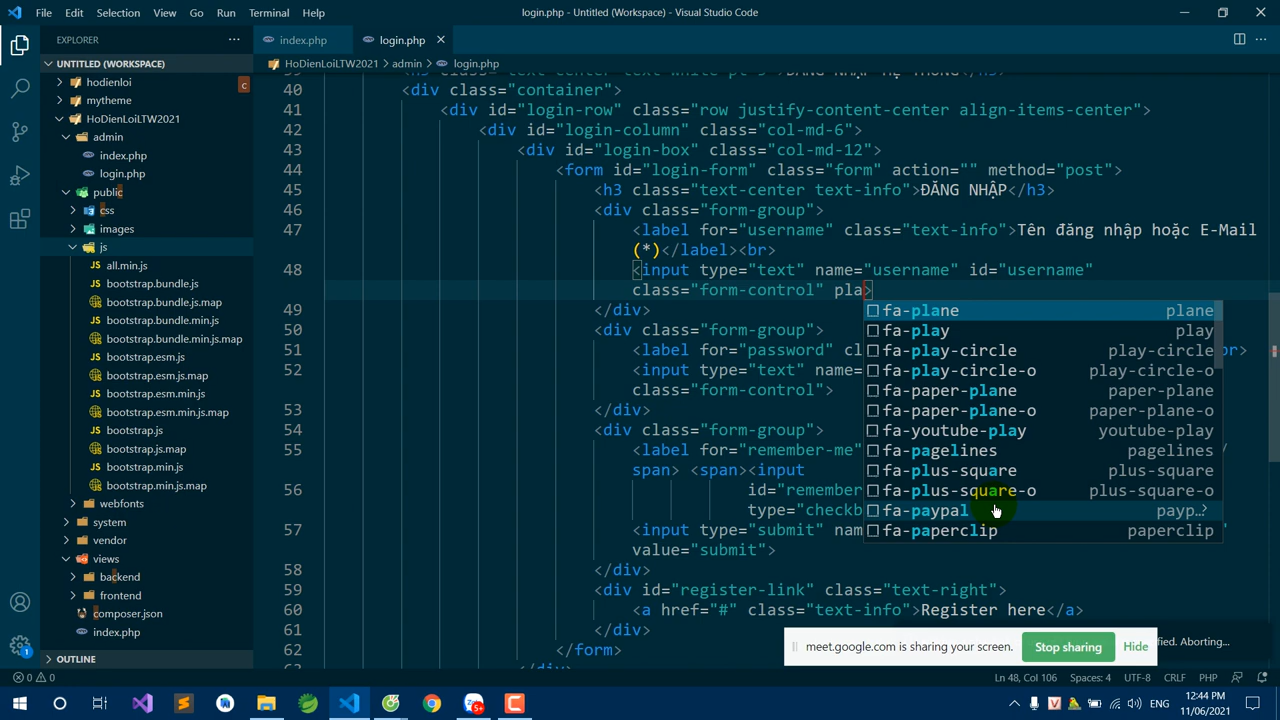 File Edit Selection View Go Run Terminal Help
login.php - Untitled (Workspace) - Visual Studio Code
EXPLORER
UNTITLED (WORKSPACE)
hodienloi
c
mytheme
HoDienLoiLTW2021
admin
index.php
login.php
public
css
images
js
all.min.js
bootstrap.bundle.js
bootstrap.bundle.js.map
bootstrap.bundle.min.js
bootstrap.bundle.min.js.map
bootstrap.esm.js
bootstrap.esm.js.map
bootstrap.esm.min.js
bootstrap.esm.min.js.map
bootstrap.js
bootstrap.js.map
bootstrap.min.js
bootstrap.min.js.map
webfonts
system
vendor
views
backend
frontend
composer.json
index.php
OUTLINE
index.php
login.php
HoDienLoiLTW2021 > admin > login.php
40 <div class="container">
41 <div id="login-row" class="row justify-content-center align-items-center">
42 <div id="login-column" class="col-md-6">
43 <div id="login-box" class="col-md-12">
44 <form id="login-form" class="form" action="" method="post">
45 <h3 class="text-center text-info">ĐĂNG NHẬP</h3>
46 <div class="form-group">
47 <label for="username" class="text-info">Tên đăng nhập hoặc E-Mail
(*)</label><br>
48 <input type="text" name="username" id="username"
class="form-control" pla>
49 </div>
50 <div class="form-group">
51 <label for="password" cl
br>
52 <input type="text" name=
class="form-control">
53 </div>
54 <div class="form-group">
55 <label for="remember-me"
span> <span><input
56 id="remember
type="checkb
57 <input type="submit" nam
value="submit">
58 </div>
59 <div id="register-link" class="text-right">
60 <a href="#" class="text-info">Register here</a>
61 </div>
62 </form>
fa-plane plane
fa-play play
fa-play-circle play-circle
fa-play-circle-o play-circle-o
fa-paper-plane paper-plane
fa-paper-plane-o paper-plane-o
fa-youtube-play youtube-play
fa-pagelines pagelines
fa-plus-square plus-square
fa-plus-square-o plus-square-o
fa-paypal payp…
fa-paperclip paperclip
meet.google.com is sharing your screen.
Stop sharing
Hide
fied. Aborting...
0 0
Ln 48, Col 106 Spaces: 4 UTF-8 CRLF PHP
5+
12:44 PM
11/06/2021